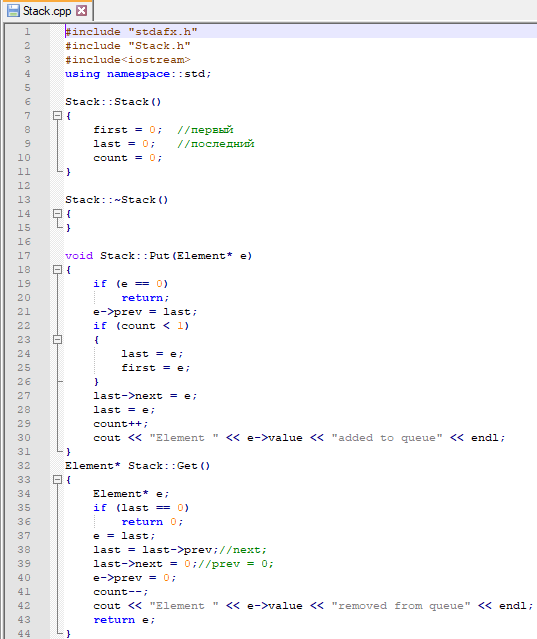 Stack.cpp
1 #include "stdafx.h"
2 #include "Stack.h"
3 #include<iostream>
4 using namespace::std;
5
6 Stack::Stack()
7 {
8 first = 0; //первый
9 last = 0; //последний
10 count = 0;
11 }
12
13 Stack::~Stack()
14 {
15 }
16
17 void Stack::Put(Element* e)
18 {
19 if (e == 0)
20 return;
21 e->prev = last;
22 if (count < 1)
23 {
24 last = e;
25 first = e;
26 }
27 last->next = e;
28 last = e;
29 count++;
30 cout << "Element " << e->value << "added to queue" << endl;
31 }
32 Element* Stack::Get()
33 {
34 Element* e;
35 if (last == 0)
36 return 0;
37 e = last;
38 last = last->prev;//next;
39 last->next = 0;//prev = 0;
40 e->prev = 0;
41 count--;
42 cout << "Element " << e->value << "removed from queue" << endl;
43 return e;
44 }